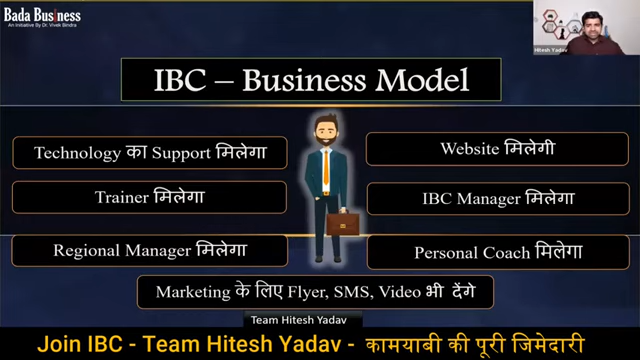 Bada Business
An Initiative By Dr. Vivek Bindra
Hitesh Yadav
IBC – Business Model
Technology का Support मिलेगा
Website मिलेगी
Trainer मिलेगा
IBC Manager मिलेगा
Regional Manager मिलेगा
Personal Coach मिलेगा
Marketing के लिए Flyer, SMS, Video भी देंगे
Team Hitesh Yadav
Join IBC - Team Hitesh Yadav - कामयाबी की पूरी जिमेदारी